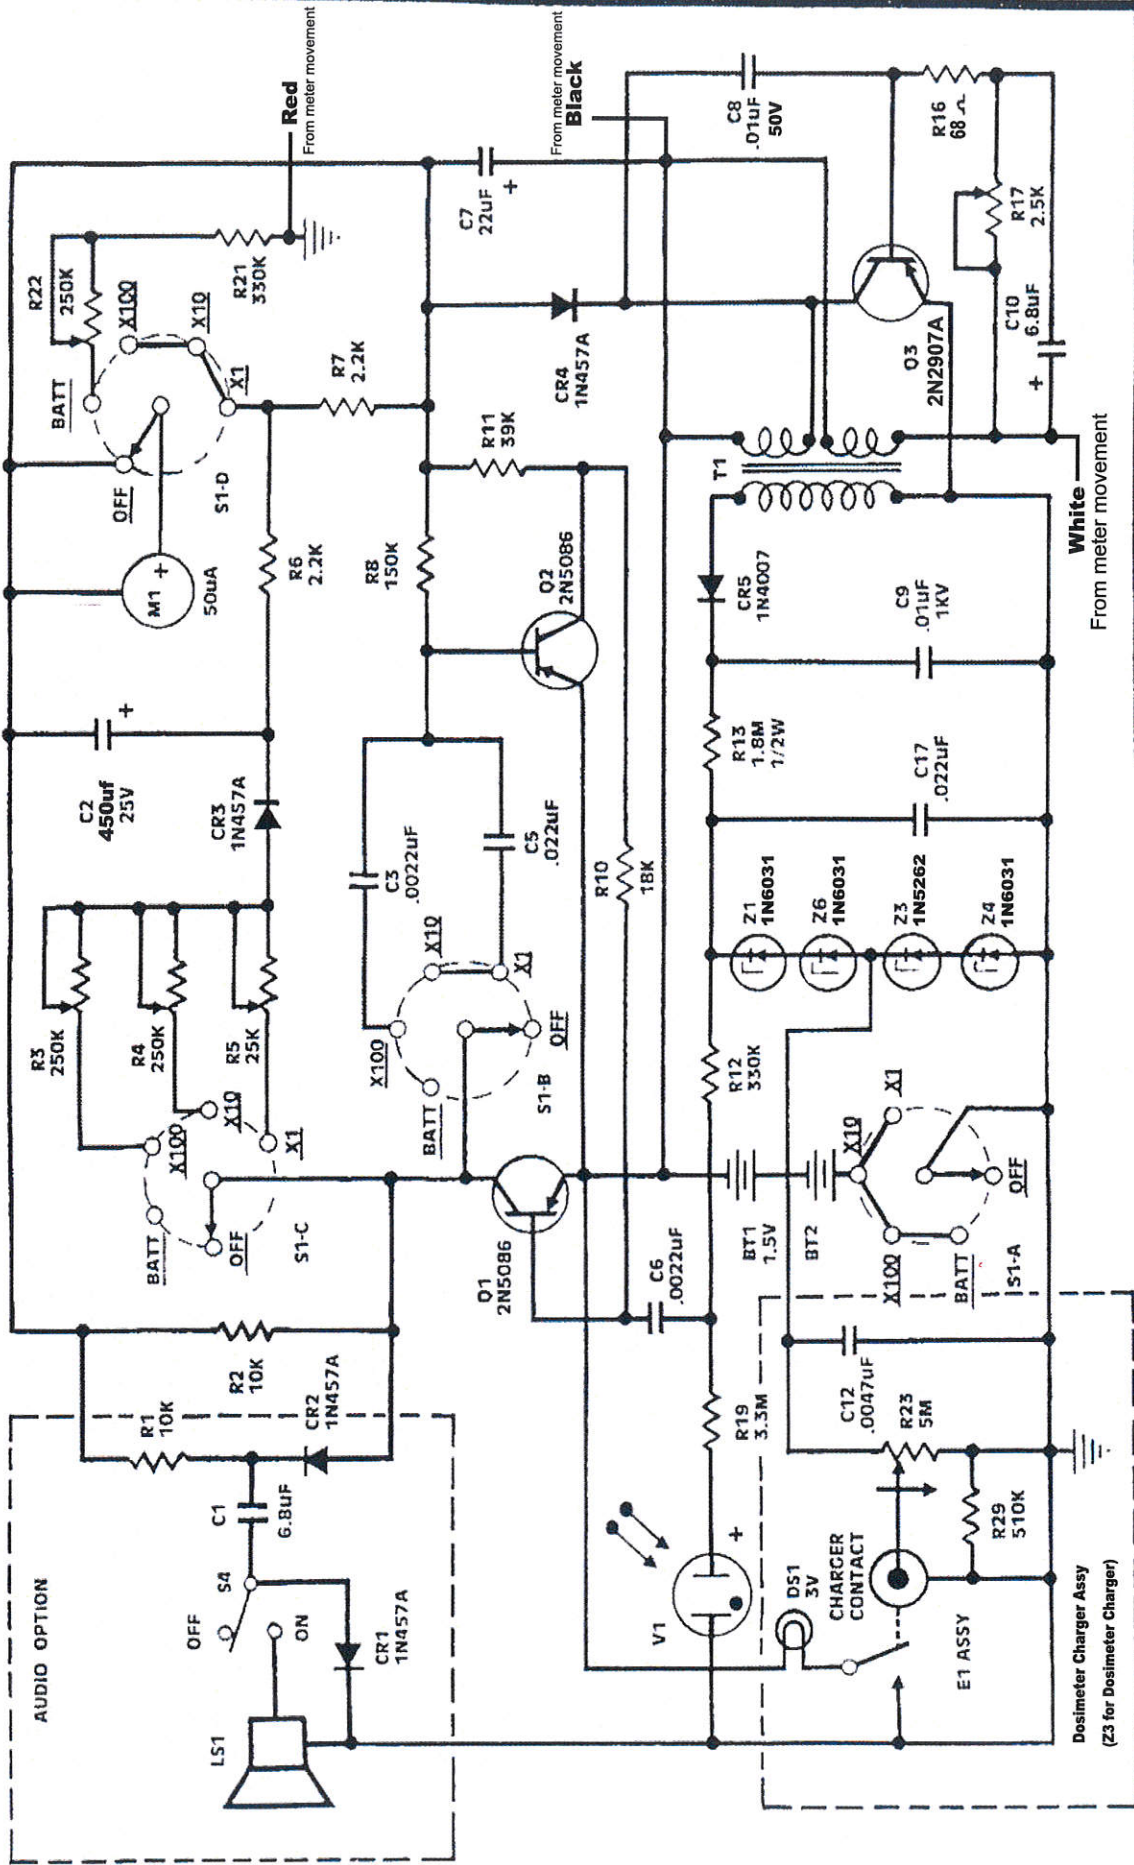 AUDIO OPTION
LS1
OFF
S4
ON
C1
6.8uF
CR1
1N457A
R1
10K
CR2
1N457A
R2
10K
BATT
OFF
S1-C
X100
X10
X1
R3
250K
R4
250K
R5
25K
C2
450uf
25V
+
CR3
1N457A
M1 +
50uA
OFF
S1-D
BATT
R22
250K
X100
X10
X1
R21
330K
Red
From meter movement
R6
2.2K
R7
2.2K
Q1
2N5086
BATT
X100
S1-B
OFF
X10
X1
C3
.0022uF
C5
.022uF
R8
150K
Q2
2N5086
R11
39K
R10
18K
C7
22uF
+
CR4
1N457A
From meter movement
Black
C8
.01uF
50V
V1
+
R19
3.3M
C6
.0022uF
BT1
1.5V
BT2
R12
330K
Z1
1N6031
Z6
1N6031
Z3
1N5262
Z4
1N6031
R13
1.8M
1/2W
C17
.022uF
CR5
1N4007
C9
.01uF
1KV
T1
Q3
2N2907A
R16
68 Ω
R17
2.5K
C10
6.8uF
+
White
From meter movement
X100
BATT
S1-A
X10
X1
OFF
DS1
3V
CHARGER
CONTACT
E1 ASSY
C12
.0047uF
R23
5M
R29
510K
Dosimeter Charger Assy
(Z3 for Dosimeter Charger)